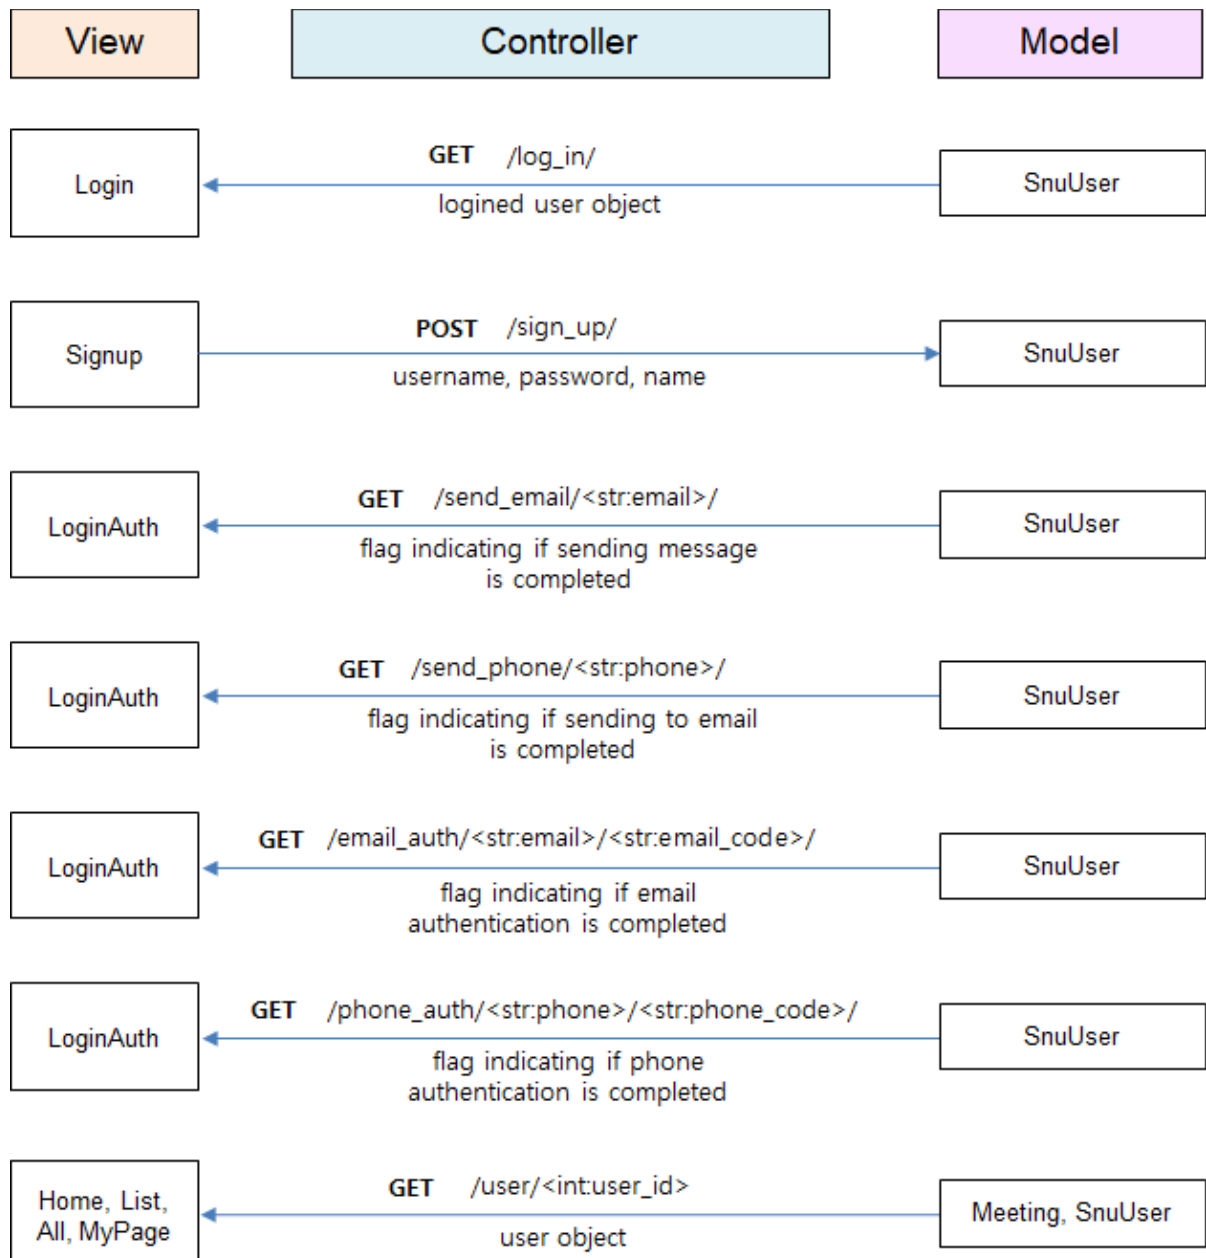 View
Controller
Model
Login
GET /log_in/
logined user object
SnuUser
Signup
POST /sign_up/
username, password, name
SnuUser
LoginAuth
GET /send_email/<str:email>/
flag indicating if sending message
is completed
SnuUser
LoginAuth
GET /send_phone/<str:phone>/
flag indicating if sending to email
is completed
SnuUser
LoginAuth
GET /email_auth/<str:email>/<str:email_code>/
flag indicating if email
authentication is completed
SnuUser
LoginAuth
GET /phone_auth/<str:phone>/<str:phone_code>/
flag indicating if phone
authentication is completed
SnuUser
Home, List,
All, MyPage
GET /user/<int:user_id>
user object
Meeting, SnuUser